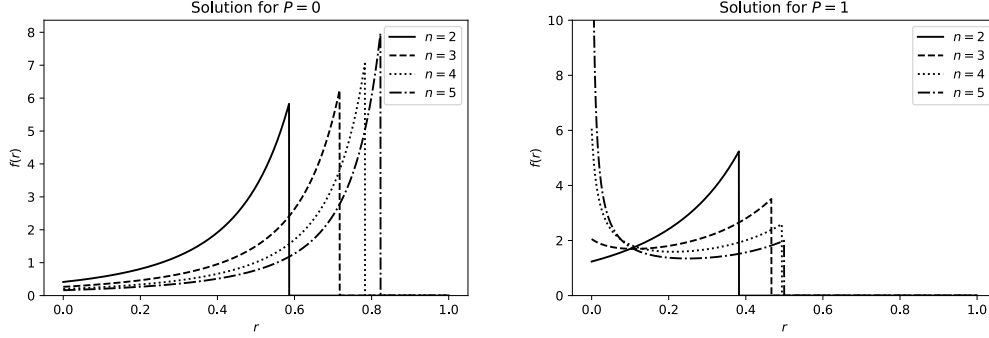 Solution for P = 0
n = 2
n = 3
n = 4
n = 5
8
7
6
5
4
3
2
1
0
f(r)
0.0 0.2 0.4 0.6 0.8 1.0
r
Solution for P = 1
n = 2
n = 3
n = 4
n = 5
10
8
6
4
2
0
f(r)
0.0 0.2 0.4 0.6 0.8 1.0
r